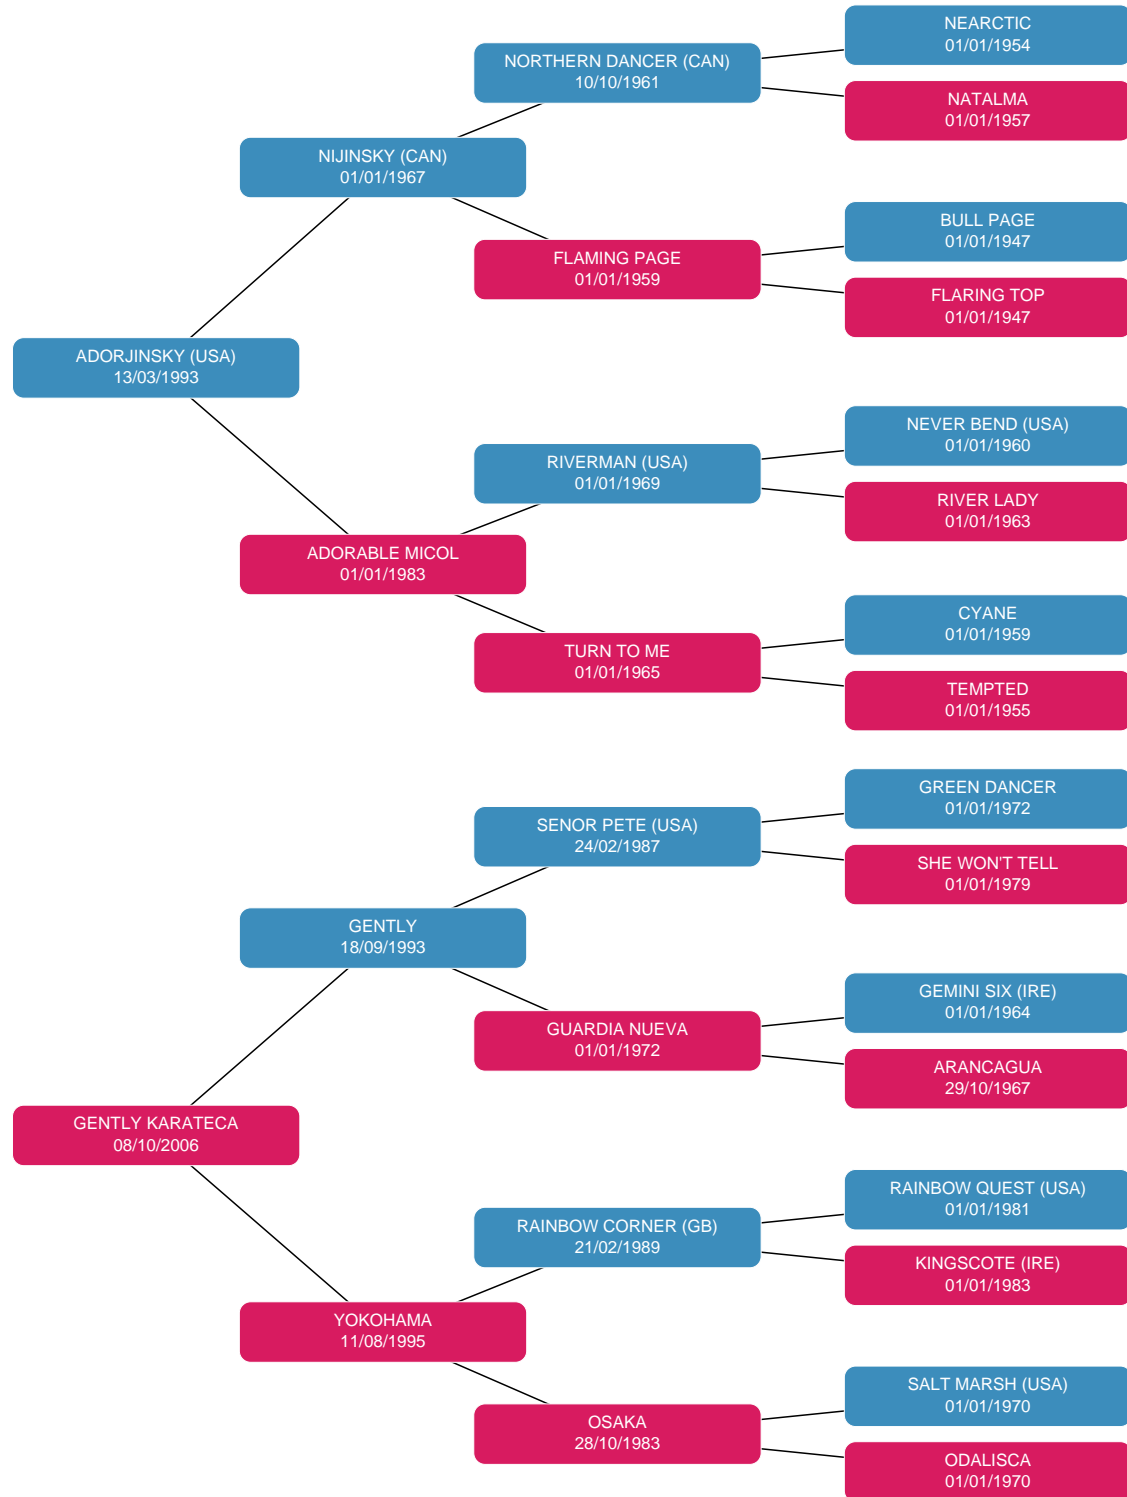 NEARCTIC
01/01/1954
NORTHERN DANCER (CAN)
10/10/1961
NATALMA
01/01/1957
NIJINSKY (CAN)
01/01/1967
BULL PAGE
01/01/1947
FLAMING PAGE
01/01/1959
FLARING TOP
01/01/1947
ADORJINSKY (USA)
13/03/1993
NEVER BEND (USA)
01/01/1960
RIVERMAN (USA)
01/01/1969
RIVER LADY
01/01/1963
ADORABLE MICOL
01/01/1983
CYANE
01/01/1959
TURN TO ME
01/01/1965
TEMPTED
01/01/1955
GREEN DANCER
01/01/1972
SENOR PETE (USA)
24/02/1987
SHE WON'T TELL
01/01/1979
GENTLY
18/09/1993
GEMINI SIX (IRE)
01/01/1964
GUARDIA NUEVA
01/01/1972
ARANCAGUA
29/10/1967
GENTLY KARATECA
08/10/2006
RAINBOW QUEST (USA)
01/01/1981
RAINBOW CORNER (GB)
21/02/1989
KINGSCOTE (IRE)
01/01/1983
YOKOHAMA
11/08/1995
SALT MARSH (USA)
01/01/1970
OSAKA
28/10/1983
ODALISCA
01/01/1970